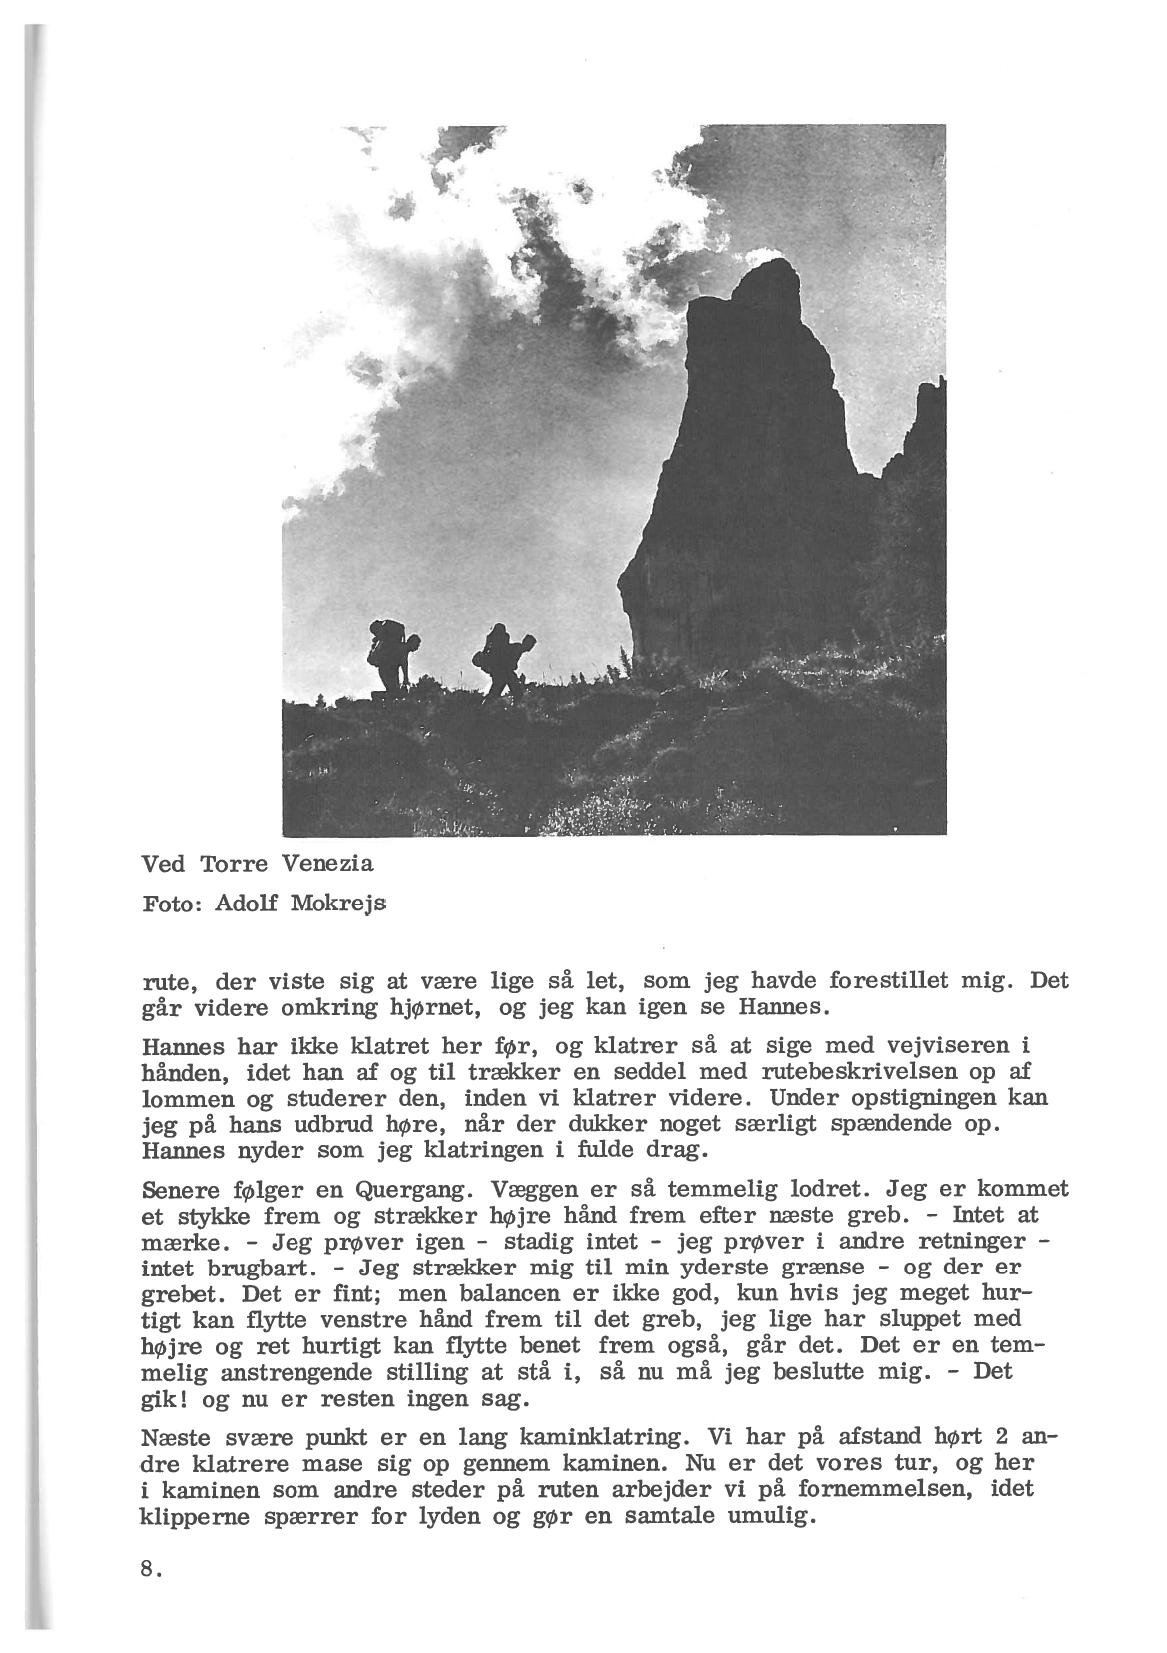 Ved Torre Venezia
Foto: Adolf Mokrejs
rute, der viste sig at være lige så let, som jeg havde forestillet mig. Det
går videre omkring hjørnet, og jeg kan igen se Hannes.
Hannes har ikke klatret her før, og klatrer så at sige med vejviseren i
hånden, idet han af og til trækker en seddel med rutebeskrivelsen op af
lommen og studerer den, inden vi klatrer videre. Under opstigningen kan
jeg på hans udbrud høre, når der dukker noget særligt spændende op.
Hannes nyder som jeg klatringen i fulde drag.
Senere følger en Quergang. Væggen er så temmelig lodret. Jeg er kommet
et stykke frem og strækker højre hånd frem efter næste greb. - Intet at
mærke. - Jeg prøver igen - stadig intet - jeg prøver i andre retninger -
intet brugbart. - Jeg strækker mig til min yderste grænse - og der er
grebet. Det er fint; men balancen er ikke god, kun hvis jeg meget hur-
tigt kan flytte venstre hånd frem til det greb, jeg lige har sluppet med
højre og ret hurtigt kan flytte benet frem også, går det. Det er en tem-
melig anstrengende stilling at stå i, så nu må jeg beslutte mig. - Det
gik! og nu er resten ingen sag.
Næste svære punkt er en lang kaminklatring. Vi har på afstand hørt 2 an-
dre klatrere mase sig op gennem kaminen. Nu er det vores tur, og her
i kaminen som andre steder på ruten arbejder vi på fornemmelsen, idet
klipperne spærrer for lyden og gør en samtale umulig.
8.